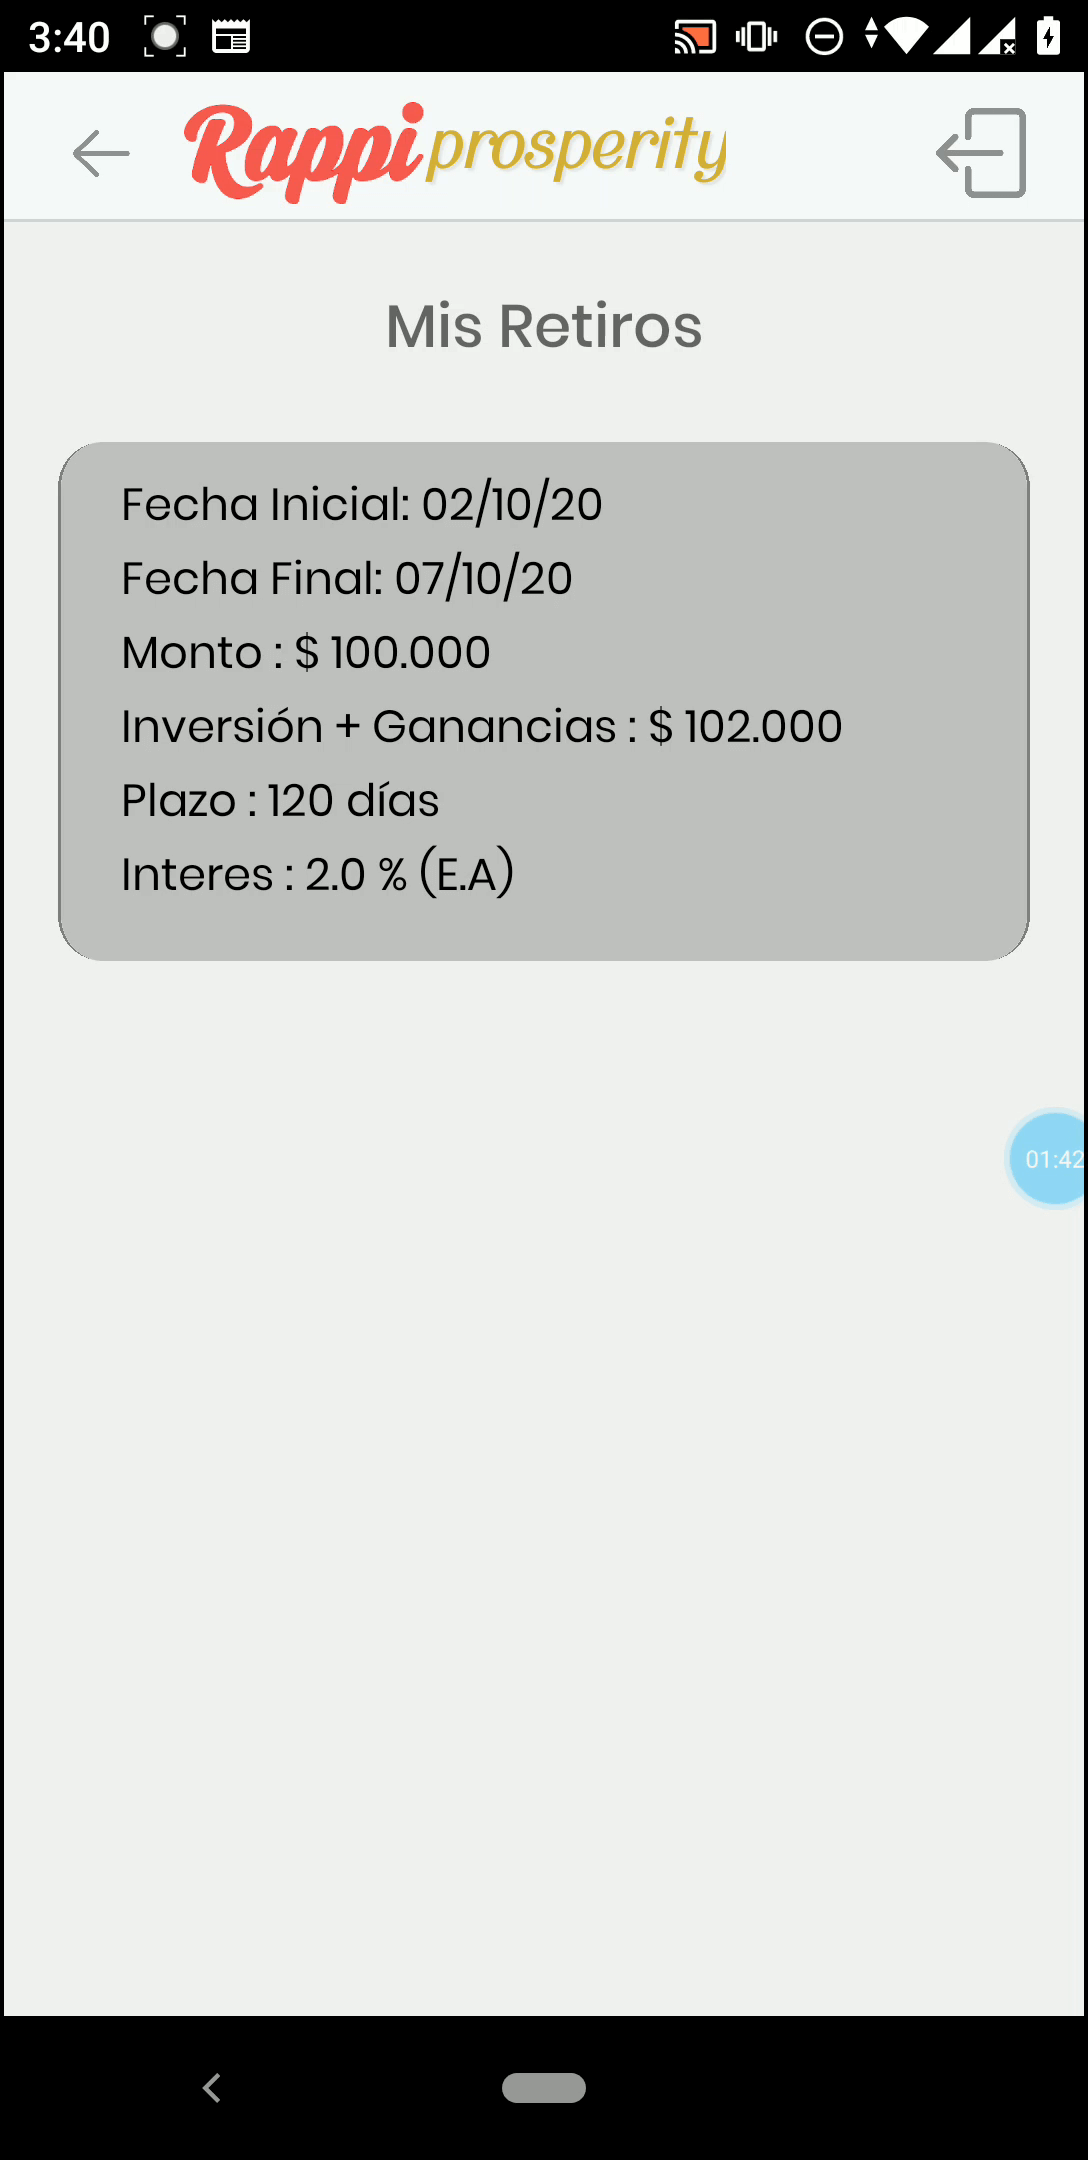 3:40
Rappi prosperity
Mis Retiros
Fecha Inicial: 02/10/20
Fecha Final: 07/10/20
Monto : $ 100.000
Inversión + Ganancias : $ 102.000
Plazo : 120 días
Interes : 2.0 % (E.A)
01:42